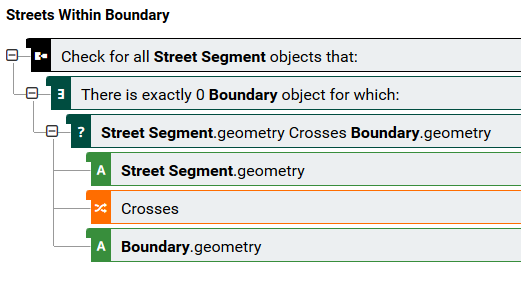 Streets Within Boundary
Check for all Street Segment objects that:
∃ There is exactly 0 Boundary object for which:
? Street Segment.geometry Crosses Boundary.geometry
A Street Segment.geometry
Crosses
A Boundary.geometry